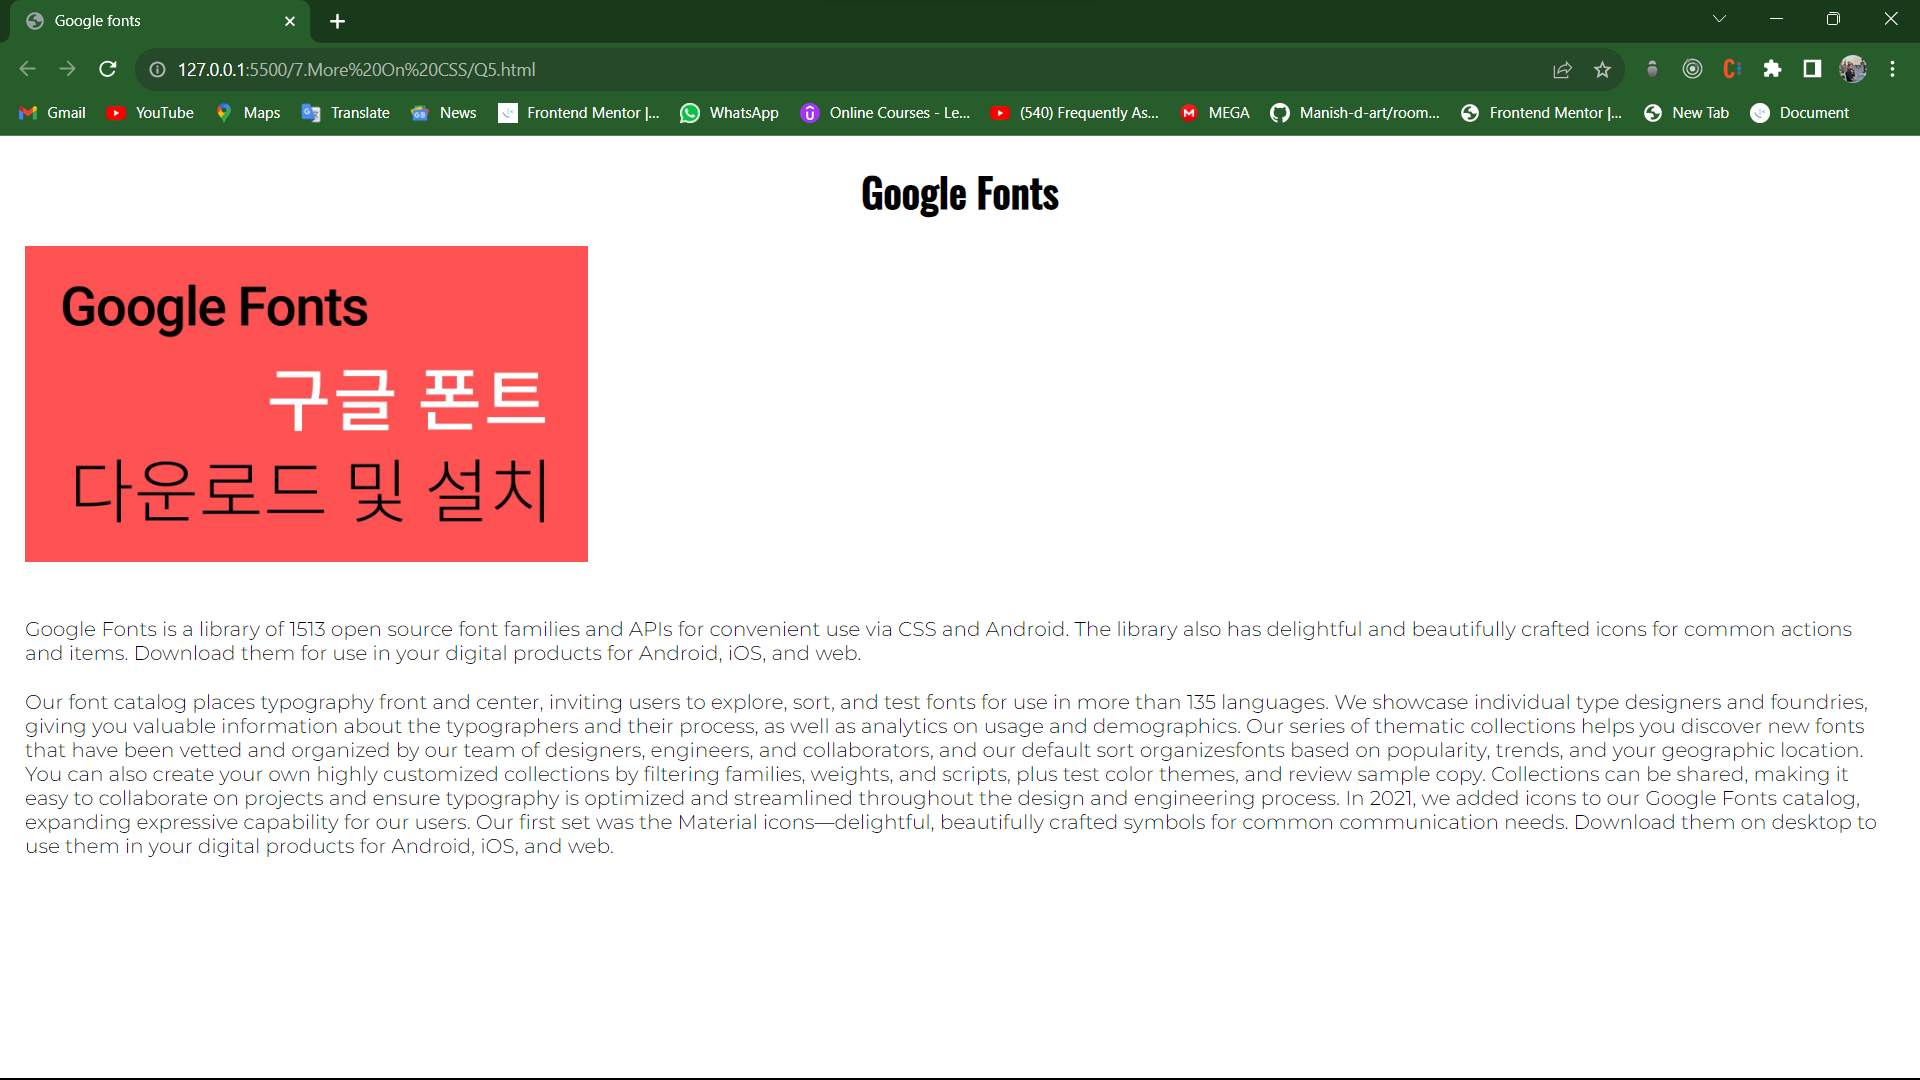 Google fonts
127.0.0.1:5500/7.More%20On%20CSS/Q5.html
Gmail YouTube Maps Translate News Frontend Mentor |... WhatsApp Online Courses - Le... (540) Frequently As... MEGA Manish-d-art/room... Frontend Mentor |... New Tab Document
Google Fonts
Google Fonts
구글 폰트
다운로드 및 설치
Google Fonts is a library of 1513 open source font families and APIs for convenient use via CSS and Android. The library also has delightful and beautifully crafted icons for common actions
and items. Download them for use in your digital products for Android, iOS, and web.
Our font catalog places typography front and center, inviting users to explore, sort, and test fonts for use in more than 135 languages. We showcase individual type designers and foundries,
giving you valuable information about the typographers and their process, as well as analytics on usage and demographics. Our series of thematic collections helps you discover new fonts
that have been vetted and organized by our team of designers, engineers, and collaborators, and our default sort organizesfonts based on popularity, trends, and your geographic location.
You can also create your own highly customized collections by filtering families, weights, and scripts, plus test color themes, and review sample copy. Collections can be shared, making it
easy to collaborate on projects and ensure typography is optimized and streamlined throughout the design and engineering process. In 2021, we added icons to our Google Fonts catalog,
expanding expressive capability for our users. Our first set was the Material icons—delightful, beautifully crafted symbols for common communication needs. Download them on desktop to
use them in your digital products for Android, iOS, and web.